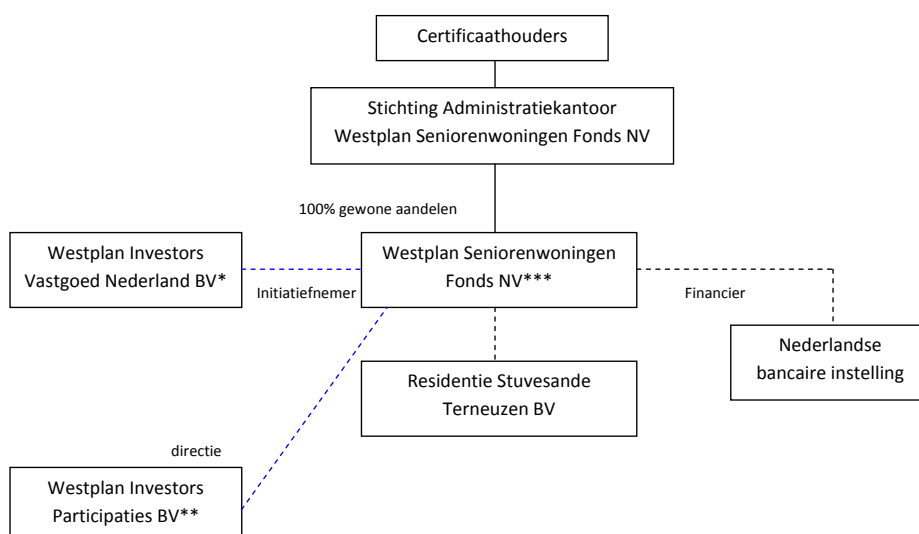 Certificaathouders
Stichting Administratiekantoor
Westplan Seniorenwoningen Fonds NV
100% gewone aandelen
Westplan Investors
Vastgoed Nederland BV*
Initiatiefnemer
Westplan Seniorenwoningen
Fonds NV***
Financier
Nederlandse
bancaire instelling
Residentie Stuvesande
Terneuzen BV
directie
Westplan Investors
Participaties BV**